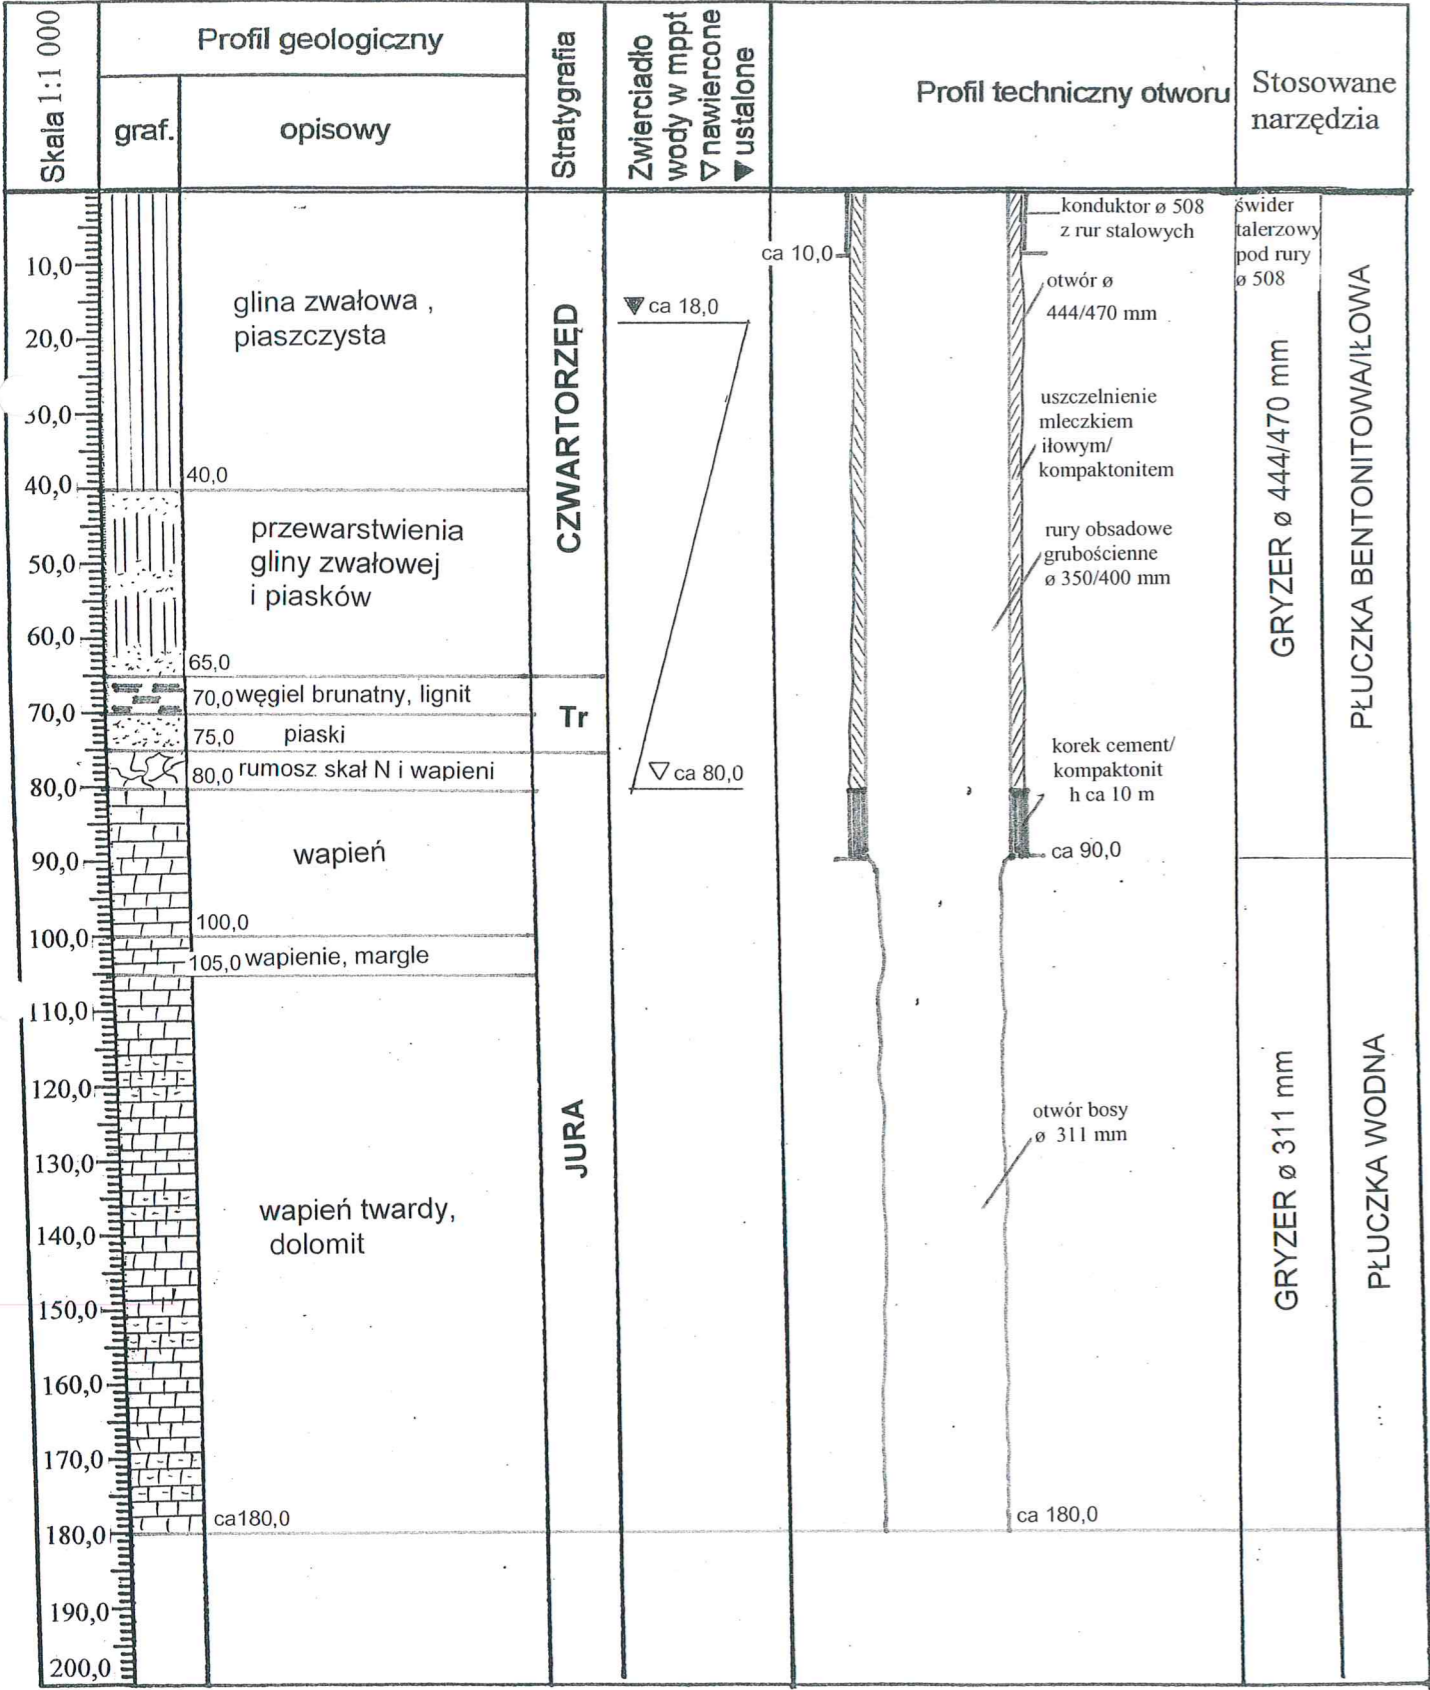 Skala 1:1 000
Profil geologiczny
graf.
opisowy
Stratygrafia
Zwierciadło
wody w mppt
▽ nawiercone
▼ ustalone
Profil techniczny otworu
Stosowane
narzędzia
10,0
20,0
30,0
40,0
50,0
60,0
70,0
80,0
90,0
100,0
110,0
120,0
130,0
140,0
150,0
160,0
170,0
180,0
190,0
200,0
glina zwałowa ,
piaszczysta
40,0
przewarstwienia
gliny zwałowej
i piasków
65,0
70,0 węgiel brunatny, lignit
75,0 piaski
80,0 rumosz skał N i wapieni
wapień
100,0
105,0 wapienie, margle
wapień twardy,
dolomit
ca180,0
CZWARTORZĘD
Tr
JURA
▼ ca 18,0
▽ ca 80,0
ca 10,0
konduktor ø 508
z rur stalowych
otwór ø
444/470 mm
uszczelnienie
mleczkiem
iłowym/
kompaktonitem
rury obsadowe
grubościenne
ø 350/400 mm
korek cement/
kompaktonit
h ca 10 m
ca 90,0
otwór bosy
ø 311 mm
ca 180,0
świder
talerzowy
pod rury
ø 508
GRYZER ø 444/470 mm
PŁUCZKA BENTONITOWA/IŁOWA
GRYZER ø 311 mm
PŁUCZKA WODNA